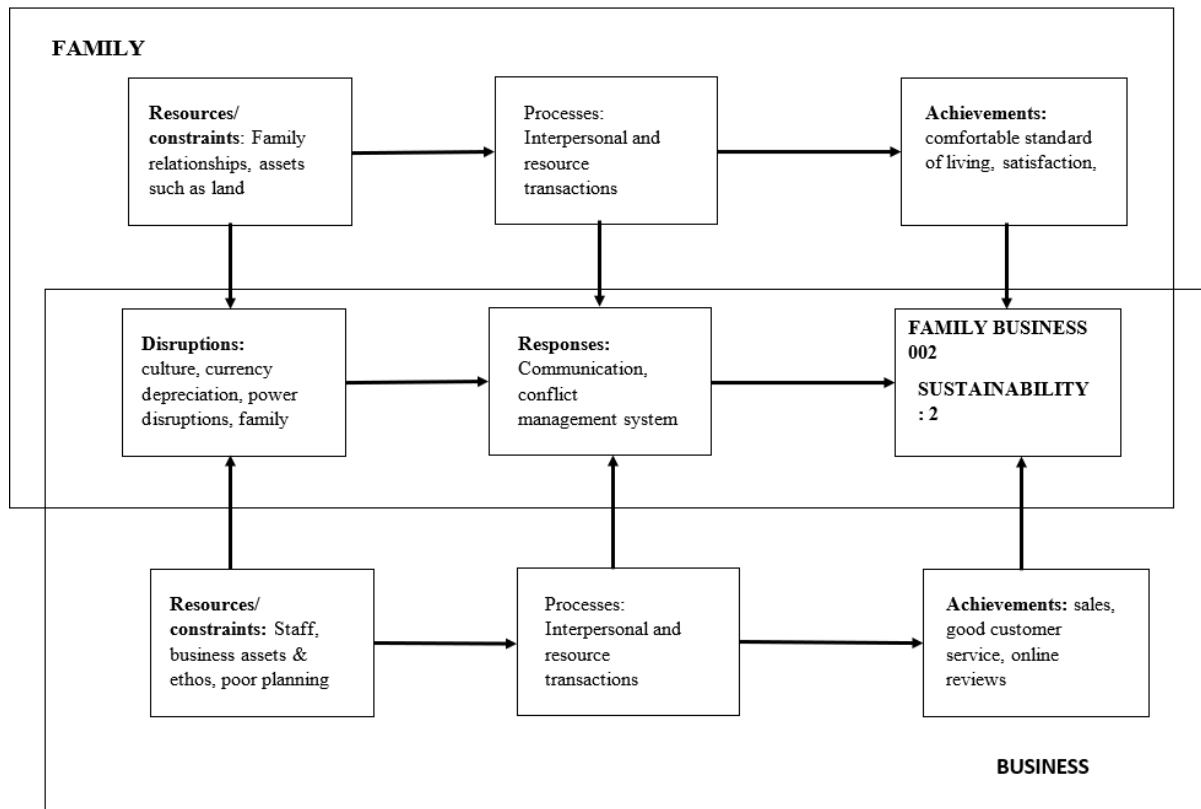 FAMILY
Resources/
constraints: Family
relationships, assets
such as land
Processes:
Interpersonal and
resource
transactions
Achievements:
comfortable standard
of living, satisfaction,
Disruptions:
culture, currency
depreciation, power
disruptions, family
Responses:
Communication,
conflict
management system
FAMILY BUSINESS
002
SUSTAINABILITY
: 2
Resources/
constraints: Staff,
business assets &
ethos, poor planning
Processes:
Interpersonal and
resource
transactions
Achievements: sales,
good customer
service, online
reviews
BUSINESS